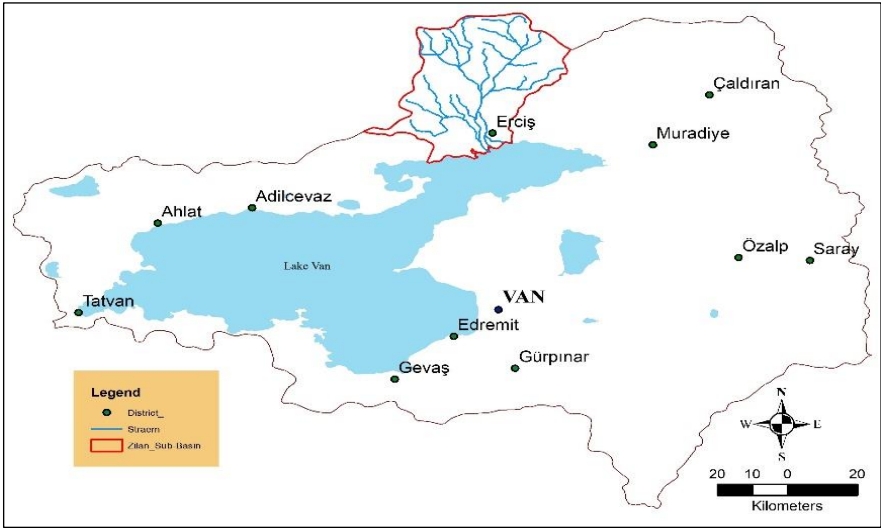 Çaldıran
Erciş
Muradiye
Adilcevaz
Ahlat
Özalp
Saray
Lake Van
Tatvan
VAN
Edremit
Gürpınar
Gevaş
Legend
District_
Straem
Zilan_Sub-Basin
N
W E
S
20 10 0 20
Kilometers